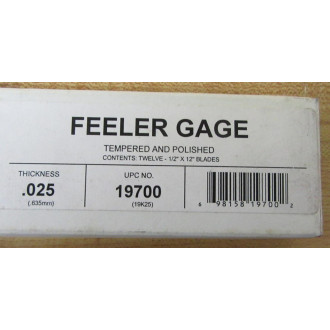 FEELER GAGE
TEMPERED AND POLISHED
CONTENTS: TWELVE - 1/2" X 12" BLADES
THICKNESS
.025
(.635mm)
UPC NO.
19700
(19K25)
6 98158 19700 2